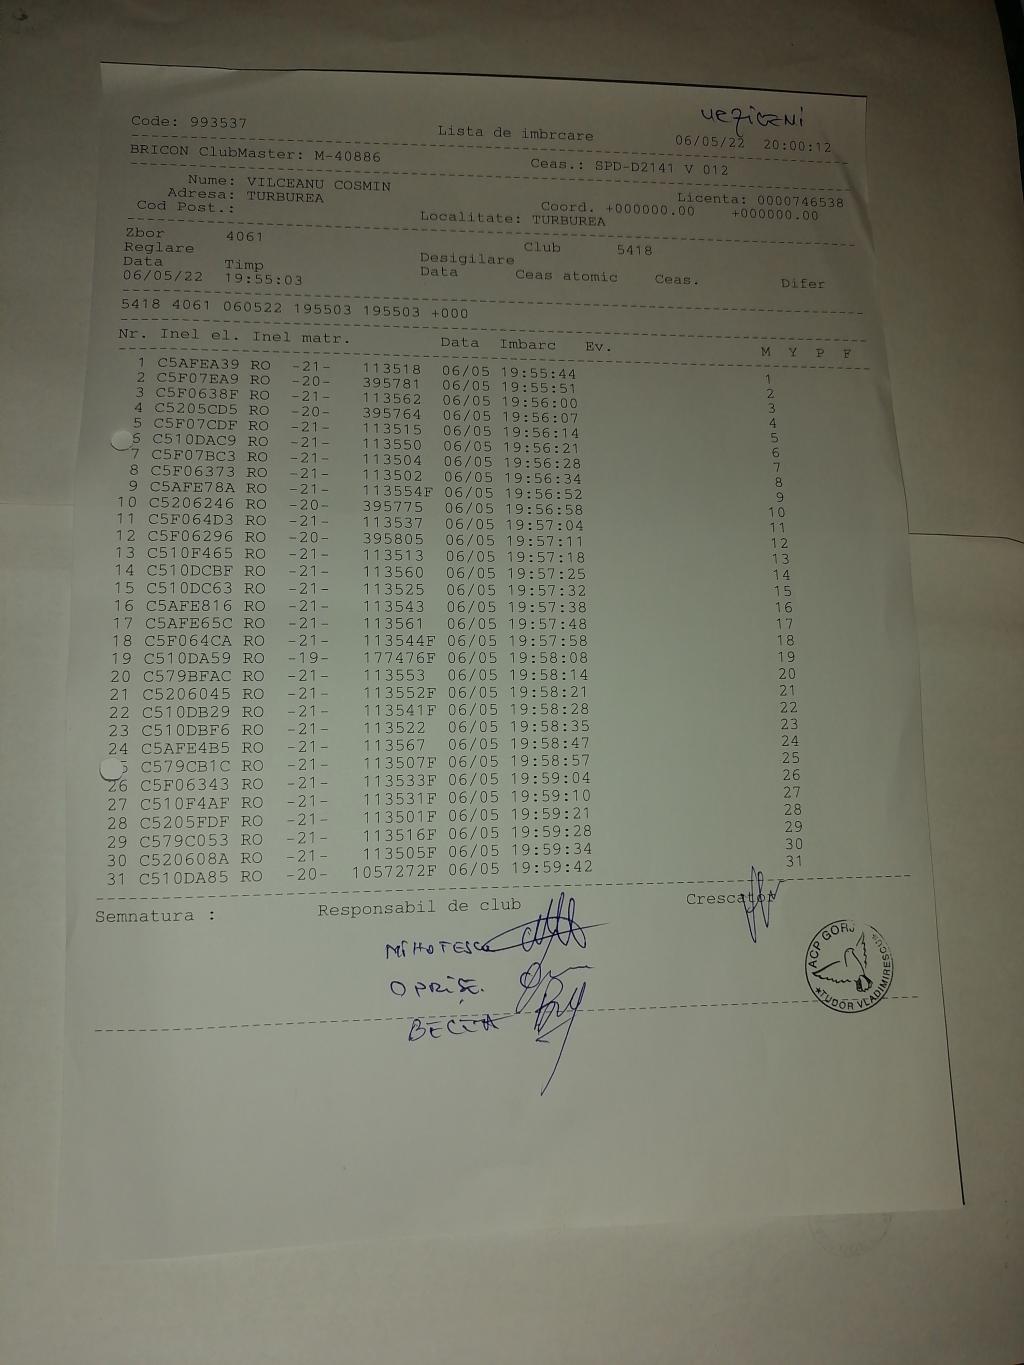 veziceni
Code: 993537 Lista de imbrcare 06/05/22 20:00:12
BRICON ClubMaster: M-40886 Ceas.: SPD-D2141 V 012
Nume: VILCEANU COSMIN Licenta: 0000746538
Adresa: TURBUREA Coord. +000000.00 +000000.00
Cod Post.: Localitate: TURBUREA
Zbor 4061 Club 5418
Reglare Desigilare
Data Timp Data Ceas atomic Ceas. Difer
06/05/22 19:55:03
5418 4061 060522 195503 195503 +000
Nr. Inel el. Inel matr. Data Imbarc Ev. M Y P F
1 C5AFEA39 RO -21- 113518 06/05 19:55:44 1
2 C5F07EA9 RO -20- 395781 06/05 19:55:51 2
3 C5F0638F RO -21- 113562 06/05 19:56:00 3
4 C5205CD5 RO -20- 395764 06/05 19:56:07 4
5 C5F07CDF RO -21- 113515 06/05 19:56:14 5
6 C510DAC9 RO -21- 113550 06/05 19:56:21 6
7 C5F07BC3 RO -21- 113504 06/05 19:56:28 7
8 C5F06373 RO -21- 113502 06/05 19:56:34 8
9 C5AFE78A RO -21- 113554F 06/05 19:56:52 9
10 C5206246 RO -20- 395775 06/05 19:56:58 10
11 C5F064D3 RO -21- 113537 06/05 19:57:04 11
12 C5F06296 RO -20- 395805 06/05 19:57:11 12
13 C510F465 RO -21- 113513 06/05 19:57:18 13
14 C510DCBF RO -21- 113560 06/05 19:57:25 14
15 C510DC63 RO -21- 113525 06/05 19:57:32 15
16 C5AFE816 RO -21- 113543 06/05 19:57:38 16
17 C5AFE65C RO -21- 113561 06/05 19:57:48 17
18 C5F064CA RO -21- 113544F 06/05 19:57:58 18
19 C510DA59 RO -19- 177476F 06/05 19:58:08 19
20 C579BFAC RO -21- 113553 06/05 19:58:14 20
21 C5206045 RO -21- 113552F 06/05 19:58:21 21
22 C510DB29 RO -21- 113541F 06/05 19:58:28 22
23 C510DBF6 RO -21- 113522 06/05 19:58:35 23
24 C5AFE4B5 RO -21- 113567 06/05 19:58:47 24
5 C579CB1C RO -21- 113507F 06/05 19:58:57 25
26 C5F06343 RO -21- 113533F 06/05 19:59:04 26
27 C510F4AF RO -21- 113531F 06/05 19:59:10 27
28 C5205FDF RO -21- 113501F 06/05 19:59:21 28
29 C579C053 RO -21- 113516F 06/05 19:59:28 29
30 C520608A RO -21- 113505F 06/05 19:59:34 30
31 C510DA85 RO -20- 1057272F 06/05 19:59:42 31
Semnatura : Responsabil de club Crescator
OPRIȘE.
ACP GORJ
*TUDOR VLADIMIRESCU*